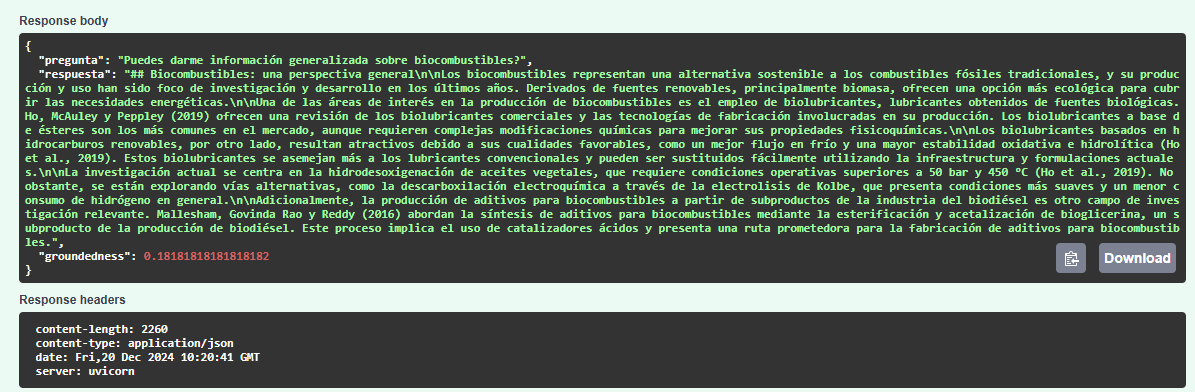 Response body
{
  "pregunta": "Puedes darme información generalizada sobre biocombustibles?",
  "respuesta": "## Biocombustibles: una perspectiva general\n\nLos biocombustibles representan una alternativa sostenible a los combustibles fósiles tradicionales, y su produc
ción y uso han sido foco de investigación y desarrollo en los últimos años. Derivados de fuentes renovables, principalmente biomasa, ofrecen una opción más ecológica para cubr
ir las necesidades energéticas.\n\nUna de las áreas de interés en la producción de biocombustibles es el empleo de biolubricantes, lubricantes obtenidos de fuentes biológicas.
Ho, McAuley y Peppley (2019) ofrecen una revisión de los biolubricantes comerciales y las tecnologías de fabricación involucradas en su producción. Los biolubricantes a base d
e ésteres son los más comunes en el mercado, aunque requieren complejas modificaciones químicas para mejorar sus propiedades fisicoquímicas.\n\nLos biolubricantes basados en h
idrocarburos renovables, por otro lado, resultan atractivos debido a sus cualidades favorables, como un mejor flujo en frío y una mayor estabilidad oxidativa e hidrolítica (Ho
et al., 2019). Estos biolubricantes se asemejan más a los lubricantes convencionales y pueden ser sustituidos fácilmente utilizando la infraestructura y formulaciones actuale
s.\n\nLa investigación actual se centra en la hidrodesoxigenación de aceites vegetales, que requiere condiciones operativas superiores a 50 bar y 450 ºC (Ho et al., 2019). No
obstante, se están explorando vías alternativas, como la descarboxilación electroquímica a través de la electrolisis de Kolbe, que presenta condiciones más suaves y un menor c
onsumo de hidrógeno en general.\n\nAdicionalmente, la producción de aditivos para biocombustibles a partir de subproductos de la industria del biodiésel es otro campo de inves
tigación relevante. Mallesham, Govinda Rao y Reddy (2016) abordan la síntesis de aditivos para biocombustibles mediante la esterificación y acetalización de bioglicerina, un s
ubproducto de la producción de biodiésel. Este proceso implica el uso de catalizadores ácidos y presenta una ruta prometedora para la fabricación de aditivos para biocombustib
les.",
  "groundedness": 0.18181818181818182
}
Download
Response headers
content-length: 2260
content-type: application/json
date: Fri,20 Dec 2024 10:20:41 GMT
server: uvicorn